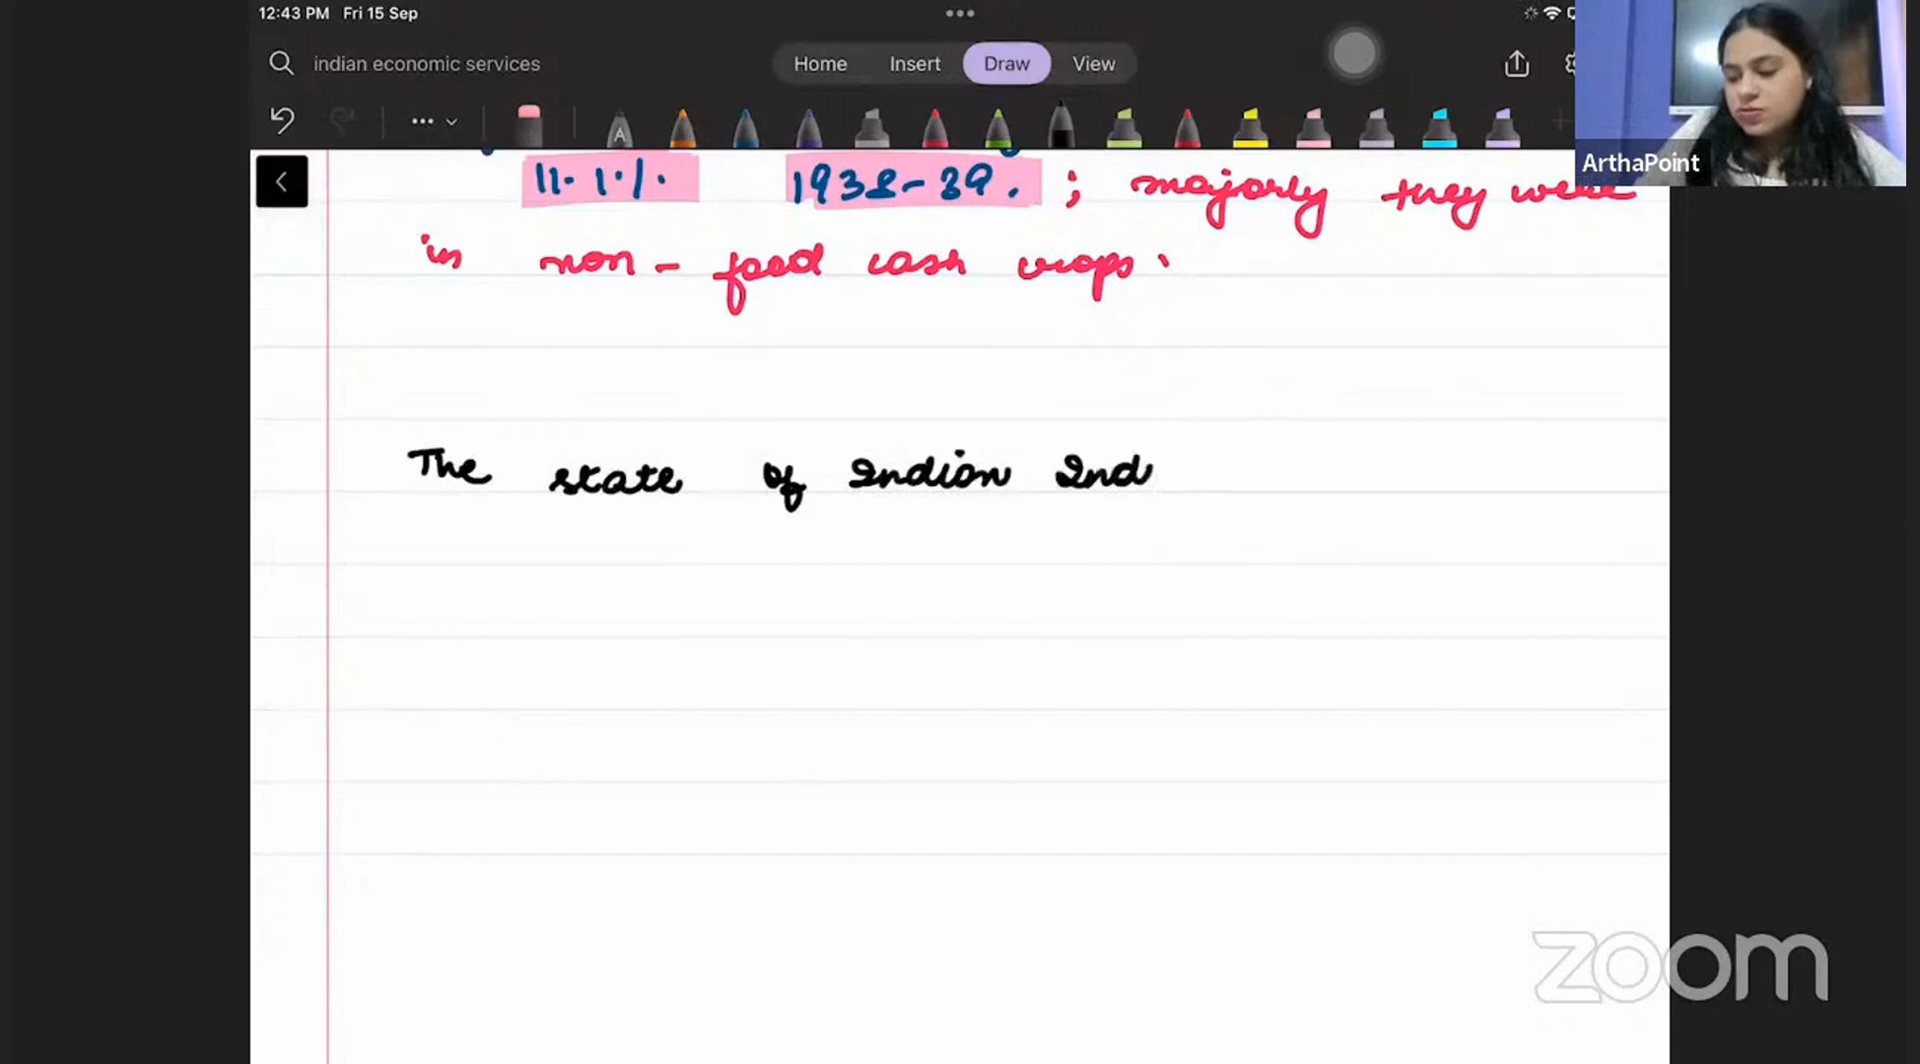 12:43 PM Fri 15 Sep
indian economic services
Home Insert Draw View
A
ArthaPoint
11.1%. 1938-39. ; majorly they were
in non-food cash crops.
The state of Indian Ind
zoom